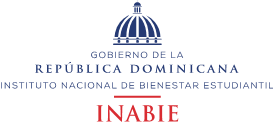 GOBIERNO DE LA
REPÚBLICA DOMINICANA
INSTITUTO NACIONAL DE BIENESTAR ESTUDIANTIL
INABIE